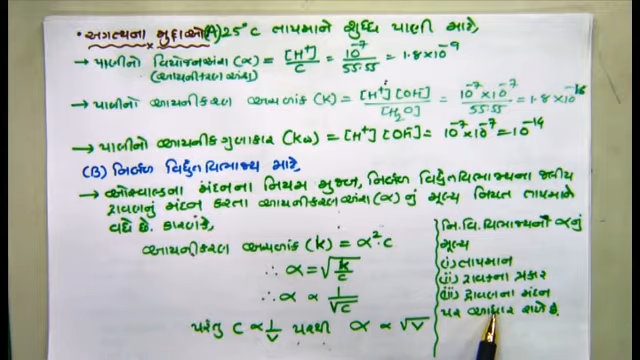 • અગત્યના મુદ્દાઓ (A) 25°C તાપમાને શુધ્ધ પાણી માટે,
→ પાણીનો વિયોજનઅંશ (α) = [H⁺]/C = 10⁻⁷/55.55 = 1.8×10⁻⁹
(આયનીકરણ અંશ)
→ પાણીનો આયનીકરણ અચળાંક (K) = [H⁺][OH⁻]/[H₂O] = 10⁻⁷×10⁻⁷/55.55 = 1.8×10⁻¹⁶
→ પાણીનો આયનીક ગુણાકાર (Kw) = [H⁺][OH⁻] = 10⁻⁷×10⁻⁷ = 10⁻¹⁴
(B) નિર્બળ વિદ્યુતવિભાજ્ય માટે,
→ ઓસ્વાલ્ડના મંદનના નિયમ મુજબ, નિર્બળ વિદ્યુતવિભાજ્યના જલીય
દ્રાવણનું મંદન કરતા આયનીકરણઅંશ (α) નું મૂલ્ય નિયત તાપમાને
વધે છે. કારણકે,
આયનીકરણ અચળાંક (k) = α²·c
∴ α = √(k/c)
∴ α ∝ 1/√c
પરંતુ C ∝ 1/V પરથી α ∝ √V
નિ.વિ.વિભાજ્યની α નું
મૂલ્ય
(i) તાપમાન
(ii) દ્રાવકના પ્રકાર
(iii) દ્રાવણના મંદન
પર આધાર રાખે છે.